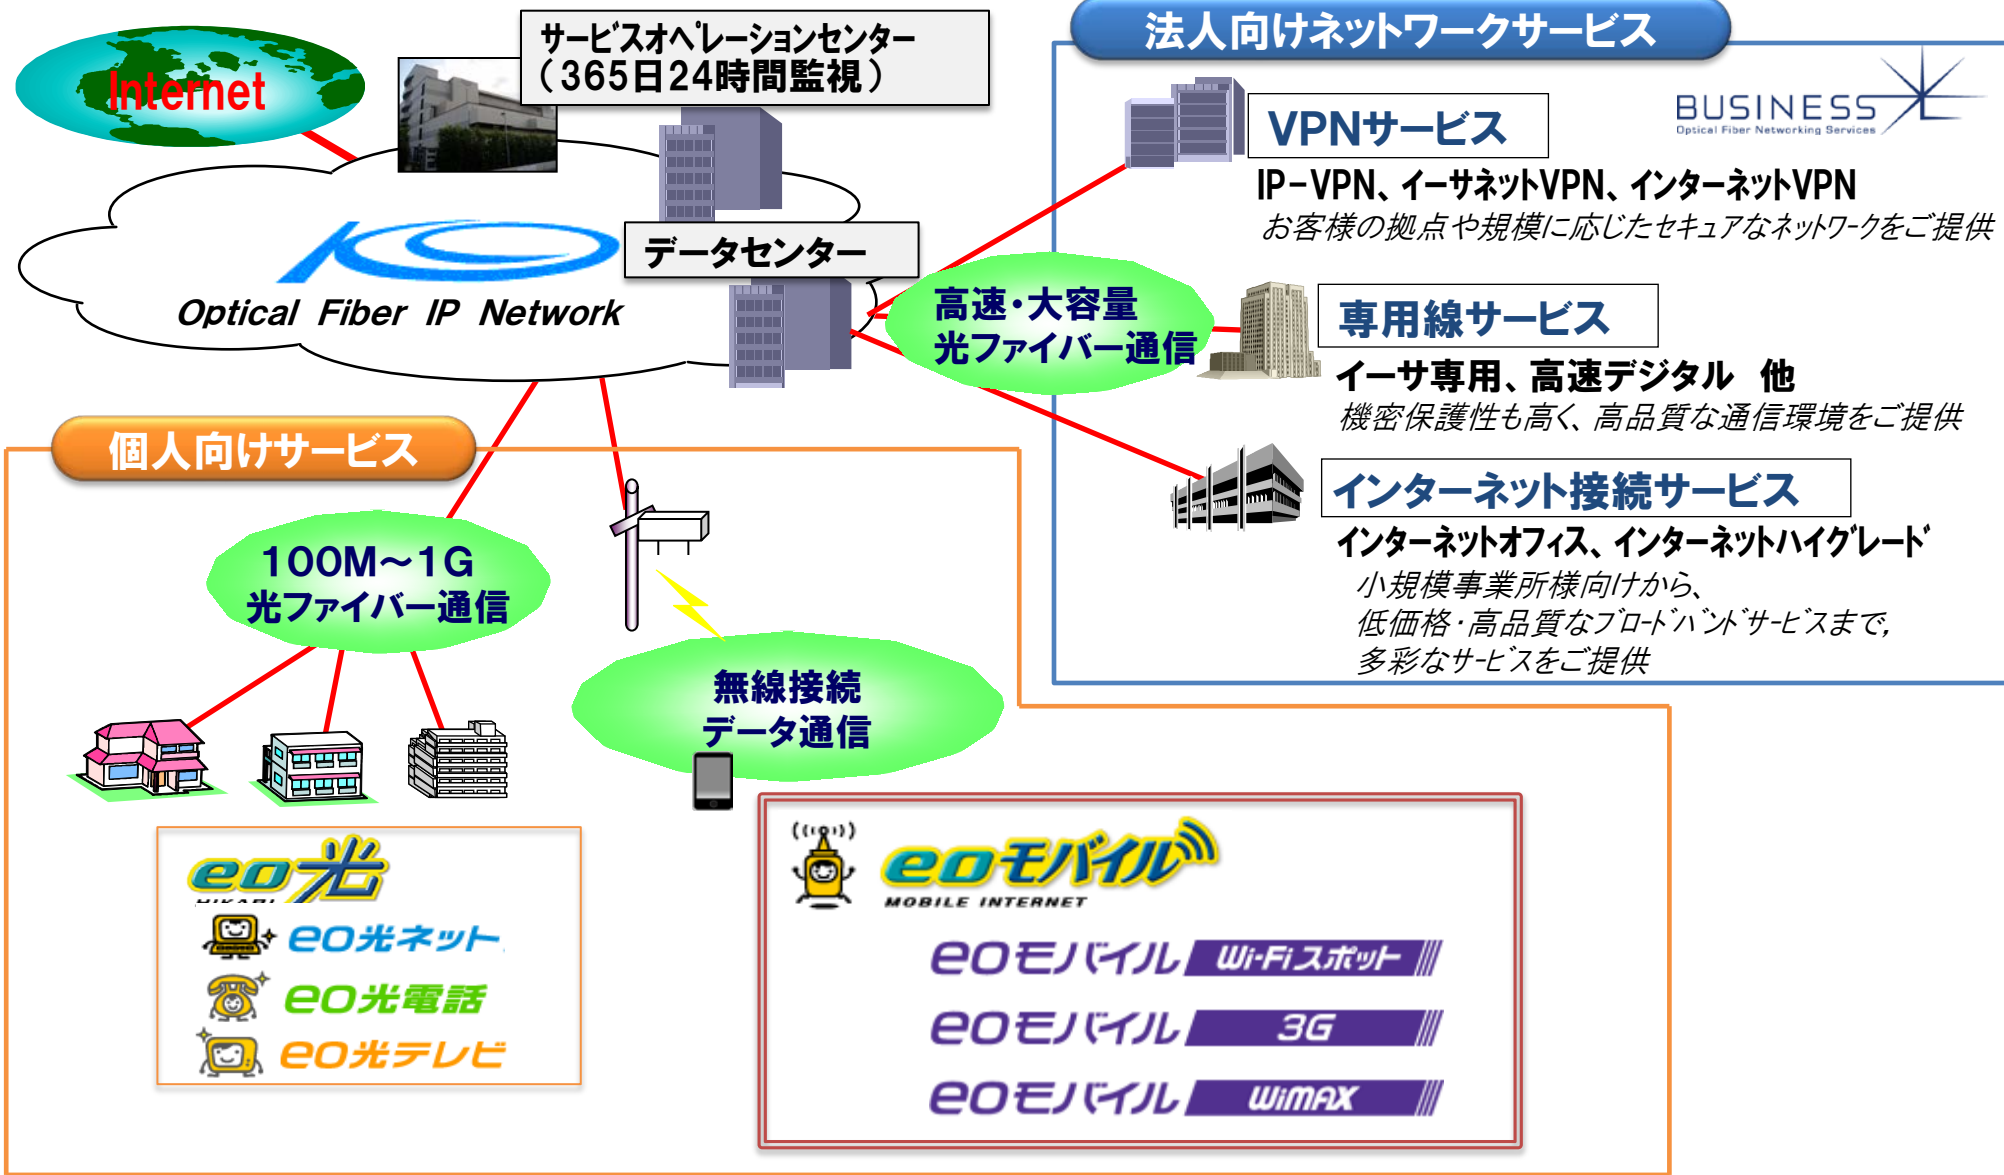 Internet
サービスオペレーションセンター
（365日24時間監視）
Optical Fiber IP Network
データセンター
高速・大容量
光ファイバー通信
法人向けネットワークサービス
BUSINESS
Optical Fiber Networking Services
VPNサービス
IP-VPN、イーサネットVPN、インターネットVPN
お客様の拠点や規模に応じたセキュアなネットワークをご提供
専用線サービス
イーサ専用、高速デジタル　他
機密保護性も高く、高品質な通信環境をご提供
インターネット接続サービス
インターネットオフィス、インターネットハイグレード
小規模事業所様向けから、
低価格・高品質なブロードバンドサービスまで,
多彩なサービスをご提供
個人向けサービス
100M～1G
光ファイバー通信
無線接続
データ通信
eo光
HIKARI
eo光ネット
eo光電話
eo光テレビ
eoモバイル
MOBILE INTERNET
eoモバイル Wi-Fiスポット
eoモバイル 3G
eoモバイル WiMAX